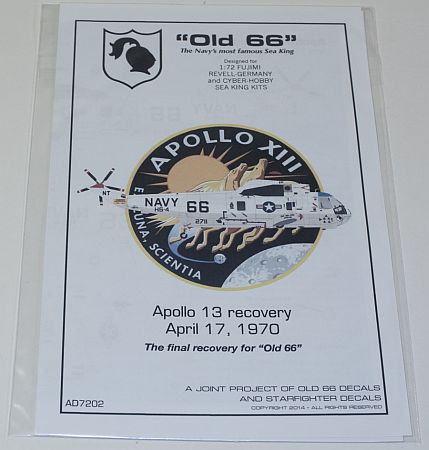 "Old 66"
The Navy's most famous Sea King
Designed for
1:72 FUJIMI
REVELL-GERMANY
and CYBER-HOBBY
SEA KING KITS
APOLLO XIII
LUNA, SCIENTIA
NT
NAVY
HS-4
66
2711
Apollo 13 recovery
April 17, 1970
The final recovery for "Old 66"
A JOINT PROJECT OF OLD 66 DECALS
AND STARFIGHTER DECALS
AD7202
COPYRIGHT 2014 - ALL RIGHTS RESERVED